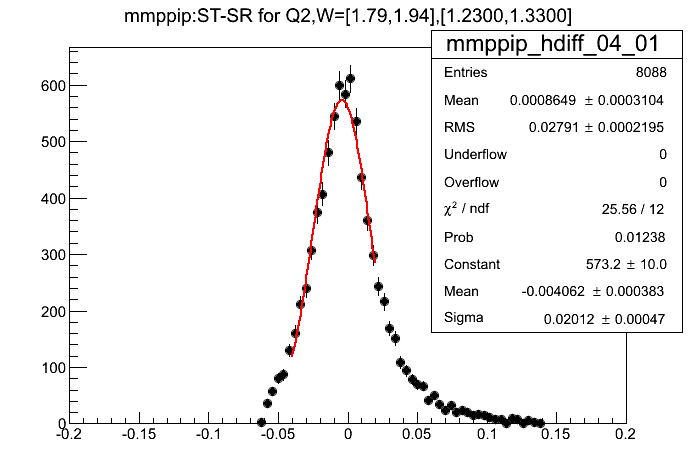 mmppip:ST-SR for Q2,W=[1.79,1.94],[1.2300,1.3300]
mmppip_hdiff_04_01
Entries 8088
Mean 0.0008649 ± 0.0003104
RMS 0.02791 ± 0.0002195
Underflow 0
Overflow 0
χ² / ndf 25.56 / 12
Prob 0.01238
Constant 573.2 ± 10.0
Mean -0.004062 ± 0.000383
Sigma 0.02012 ± 0.00047
600
500
400
300
200
100
0
-0.2 -0.15 -0.1 -0.05 0 0.05 0.1 0.15 0.2